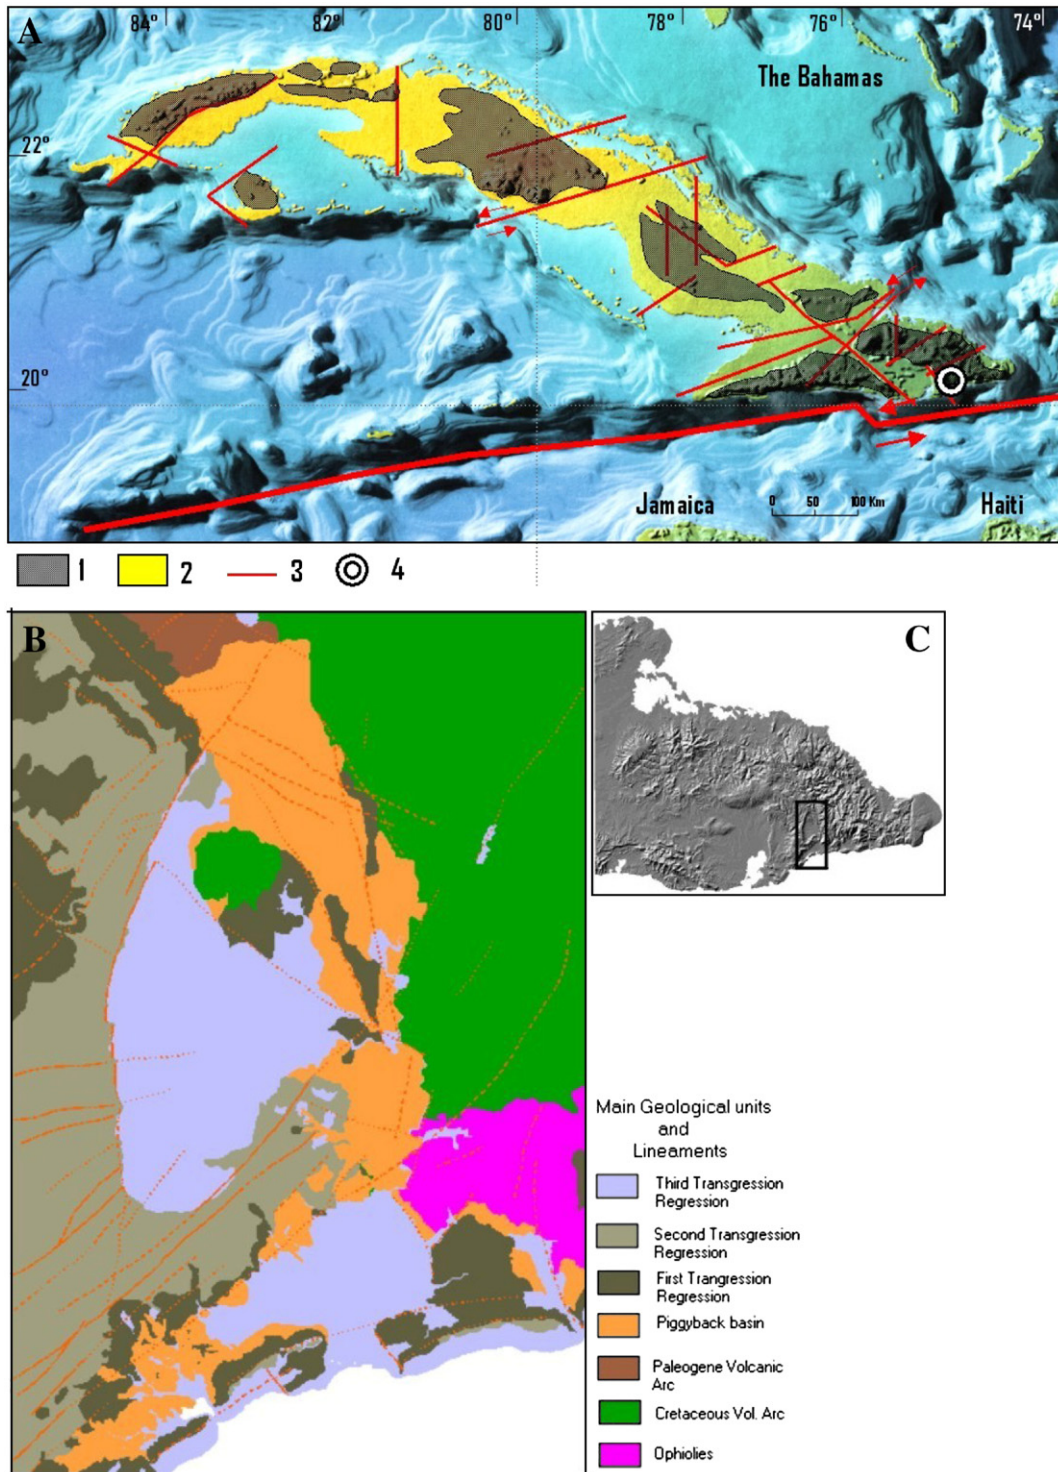 A
84°
82°
80°
78°
76°
74°
The Bahamas
22°
20°
Jamaica
0 50 100 Km
Haiti
1
2
3
4
B
C
Main Geological units
and
Lineaments
Third Transgression
Regression
Second Transgression
Regression
First Trangression
Regression
Piggyback basin
Paleogene Volcanic
Arc
Cretaceous Vol. Arc
Ophiolies